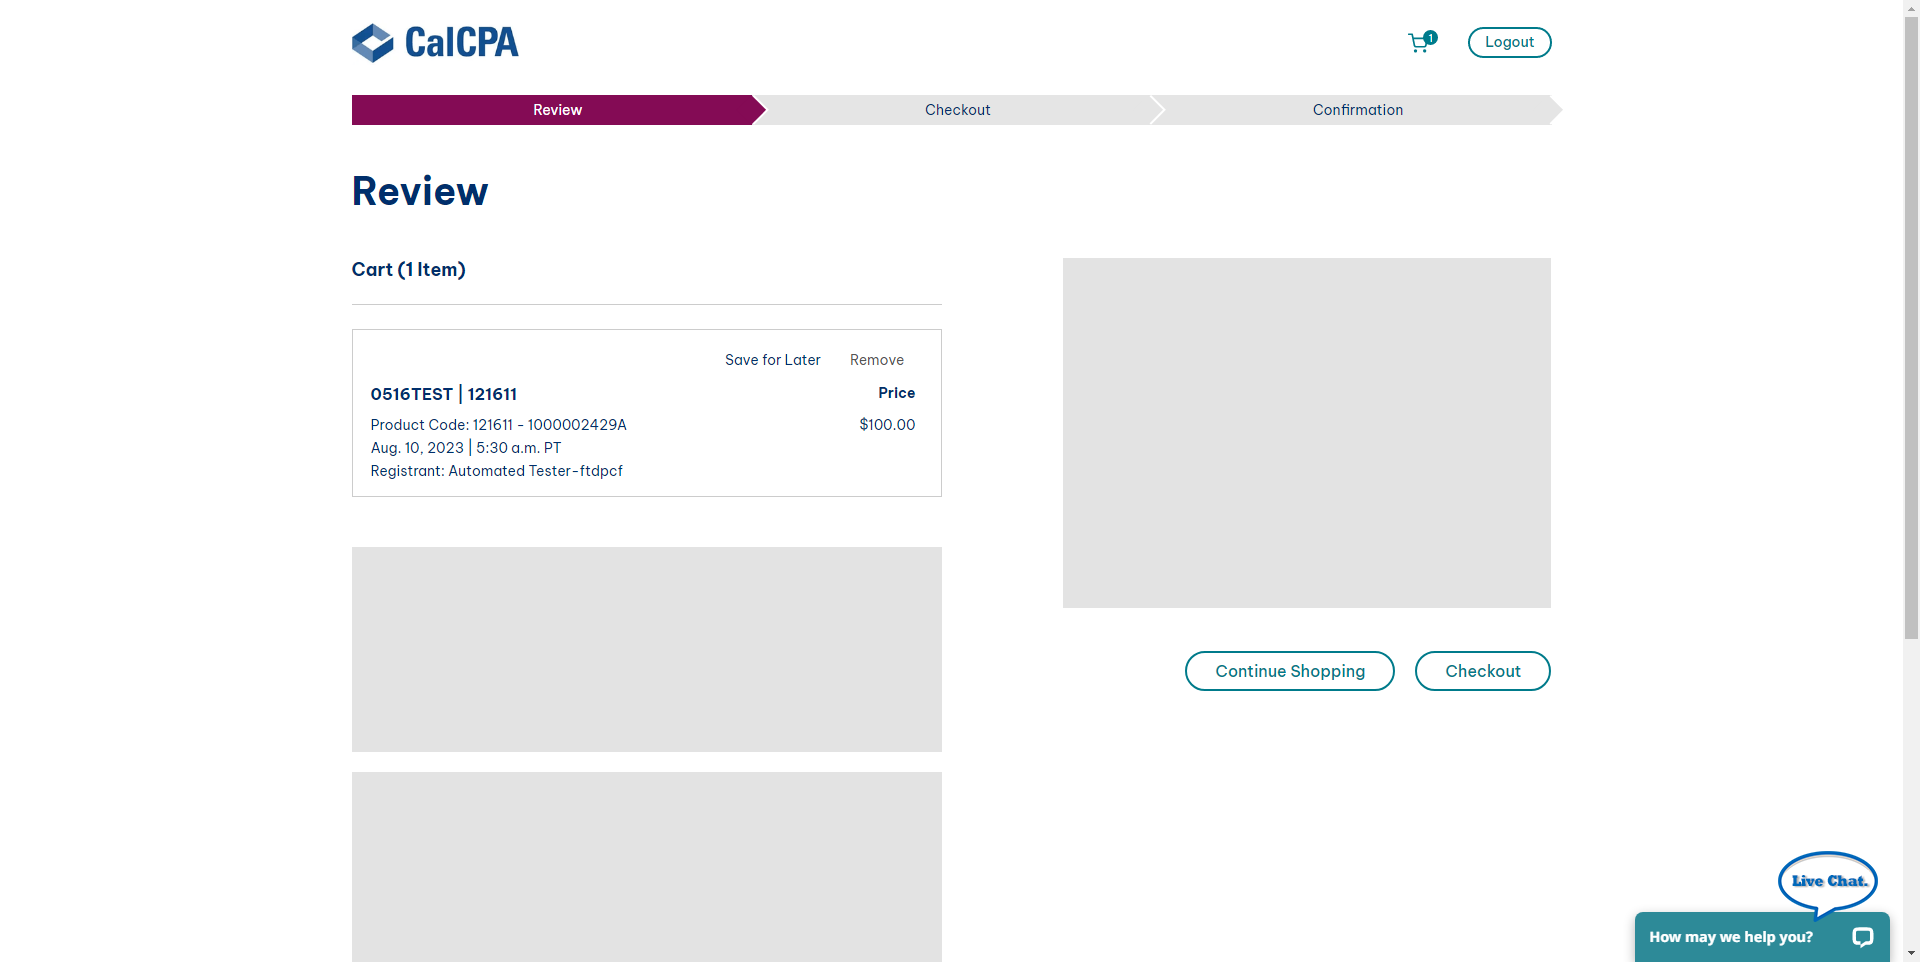 CalCPA
1
Logout
Review
Checkout
Confirmation
Review
Cart (1 Item)
Save for Later
Remove
0516TEST | 121611
Price
Product Code: 121611 - 1000002429A
$100.00
Aug. 10, 2023 | 5:30 a.m. PT
Registrant: Automated Tester-ftdpcf
Continue Shopping
Checkout
Live Chat.
How may we help you?